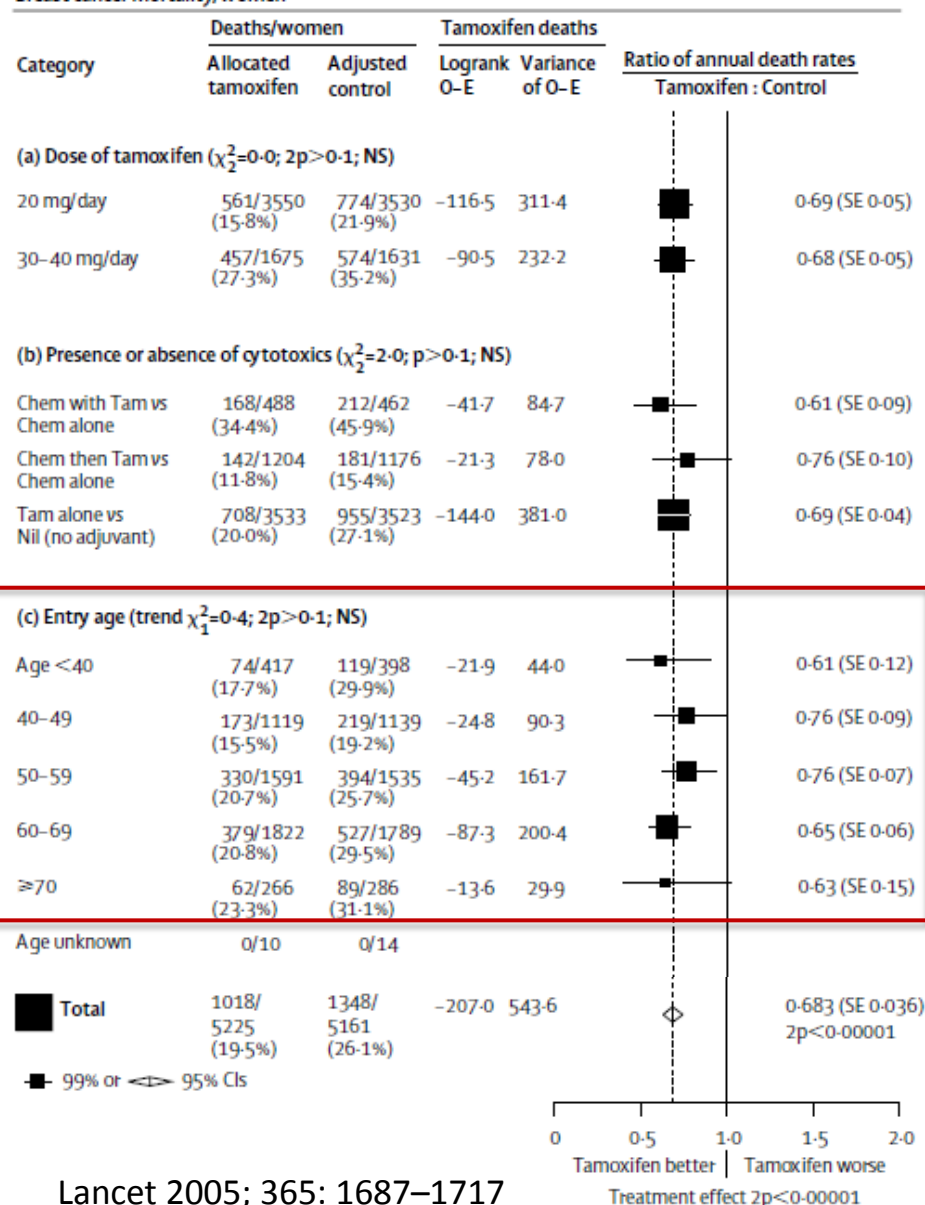 Deaths/women Tamoxifen deaths
Category Allocated Adjusted Logrank Variance Ratio of annual death rates
tamoxifen control O–E of O–E Tamoxifen : Control
(a) Dose of tamoxifen (χ²₂=0·0; 2p>0·1; NS)
20 mg/day 561/3550 774/3530 −116·5 311·4 0·69 (SE 0·05)
(15·8%) (21·9%)
30–40 mg/day 457/1675 574/1631 −90·5 232·2 0·68 (SE 0·05)
(27·3%) (35·2%)
(b) Presence or absence of cytotoxics (χ²₂=2·0; p>0·1; NS)
Chem with Tam vs 168/488 212/462 −41·7 84·7 0·61 (SE 0·09)
Chem alone (34·4%) (45·9%)
Chem then Tam vs 142/1204 181/1176 −21·3 78·0 0·76 (SE 0·10)
Chem alone (11·8%) (15·4%)
Tam alone vs 708/3533 955/3523 −144·0 381·0 0·69 (SE 0·04)
Nil (no adjuvant) (20·0%) (27·1%)
(c) Entry age (trend χ²₁=0·4; 2p>0·1; NS)
Age <40 74/417 119/398 −21·9 44·0 0·61 (SE 0·12)
(17·7%) (29·9%)
40–49 173/1119 219/1139 −24·8 90·3 0·76 (SE 0·09)
(15·5%) (19·2%)
50–59 330/1591 394/1535 −45·2 161·7 0·76 (SE 0·07)
(20·7%) (25·7%)
60–69 379/1822 527/1789 −87·3 200·4 0·65 (SE 0·06)
(20·8%) (29·5%)
≥70 62/266 89/286 −13·6 29·9 0·63 (SE 0·15)
(23·3%) (31·1%)
Age unknown 0/10 0/14
Total 1018/ 1348/ −207·0 543·6 0·683 (SE 0·036)
5225 5161 2p<0·00001
(19·5%) (26·1%)
99% or 95% CIs
0 0·5 1·0 1·5 2·0
Tamoxifen better Tamoxifen worse
Lancet 2005; 365: 1687–1717 Treatment effect 2p<0·00001